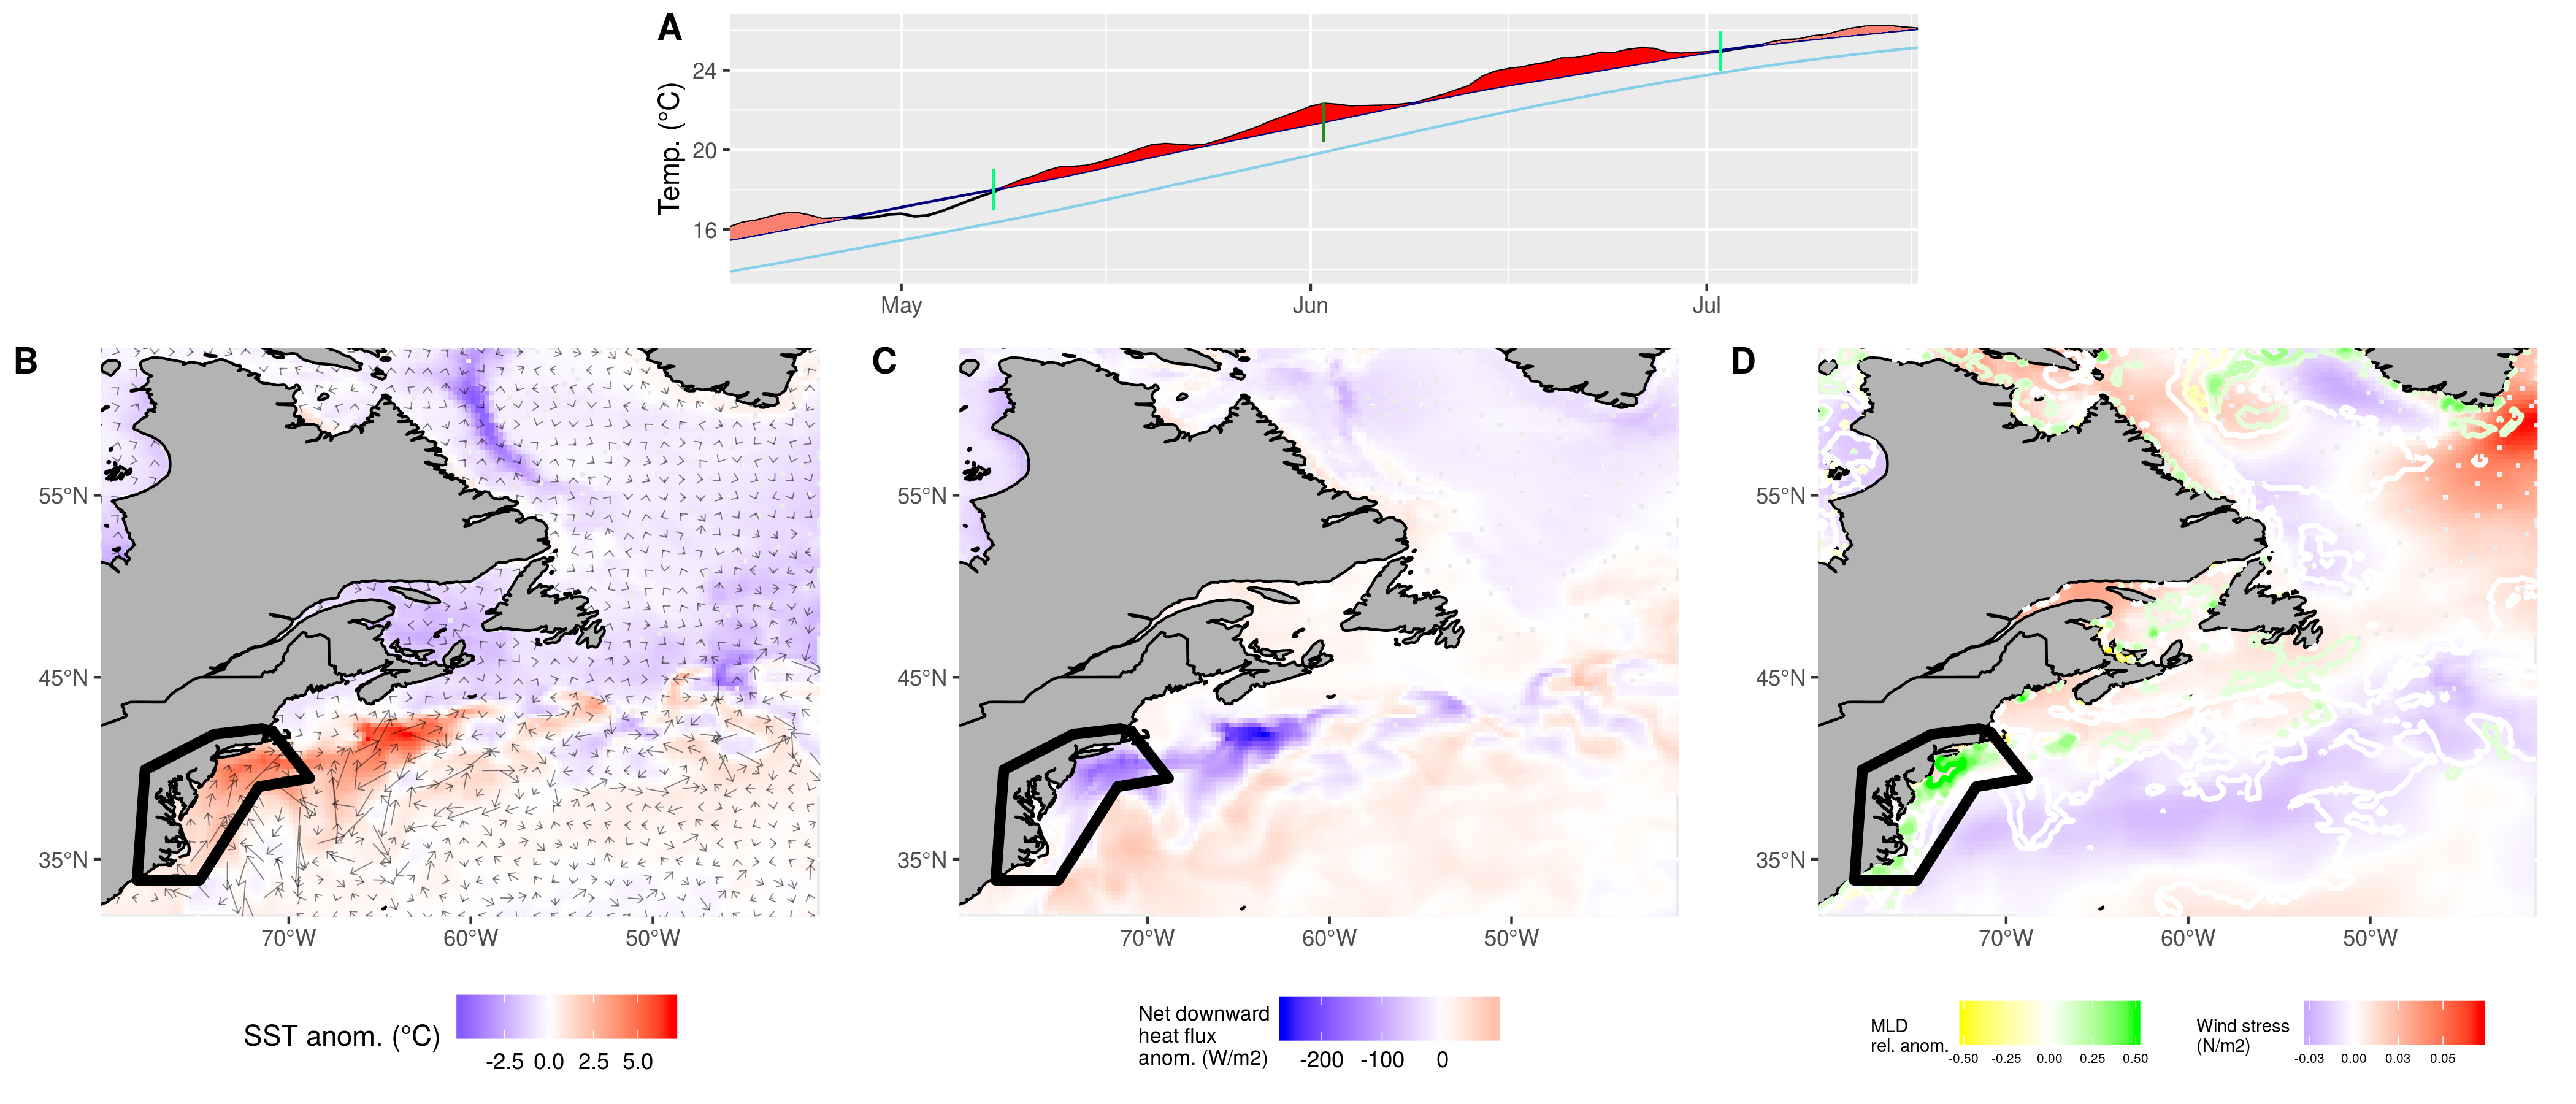 A
Temp. (°C)
24
20
16
May Jun Jul
B
C
D
55°N
45°N
35°N
70°W 60°W 50°W
55°N
45°N
35°N
70°W 60°W 50°W
55°N
45°N
35°N
70°W 60°W 50°W
SST anom. (°C)
-2.5 0.0 2.5 5.0
Net downward
heat flux
anom. (W/m2)
-200 -100 0
MLD
rel. anom.
-0.50 -0.25 0.00 0.25 0.50
Wind stress
(N/m2)
-0.03 0.00 0.03 0.05